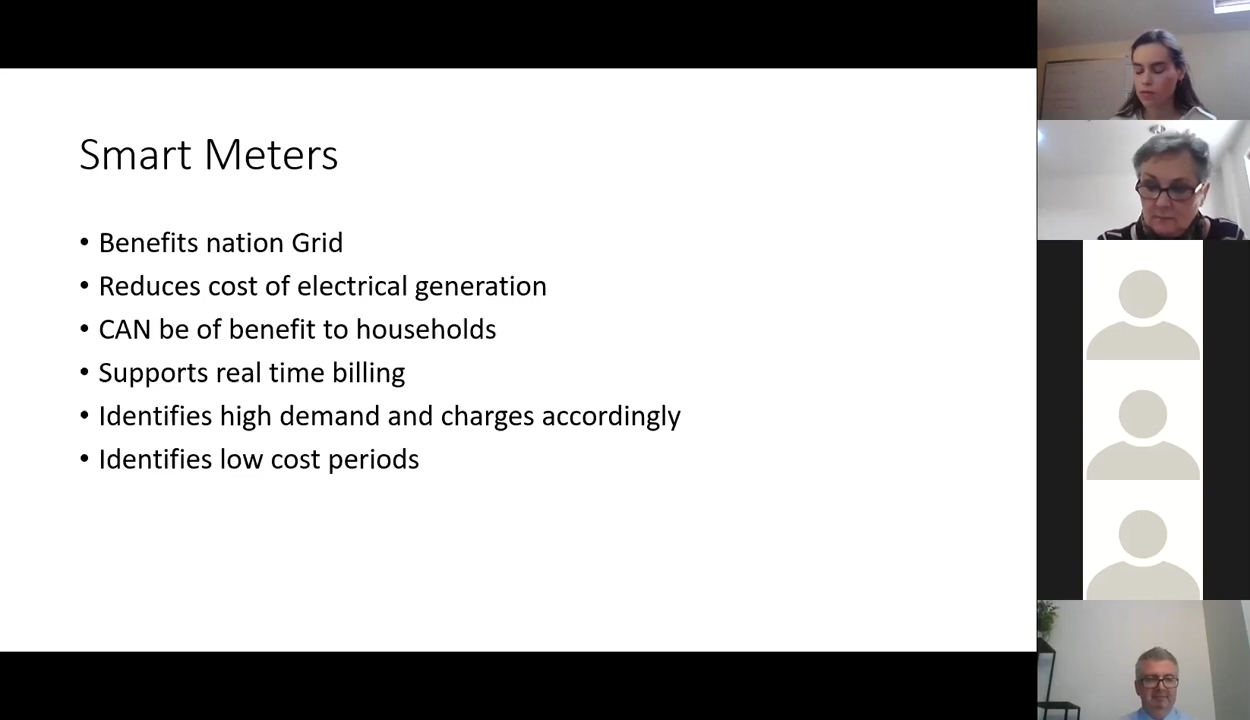 Smart Meters
• Benefits nation Grid
• Reduces cost of electrical generation
• CAN be of benefit to households
• Supports real time billing
• Identifies high demand and charges accordingly
• Identifies low cost periods